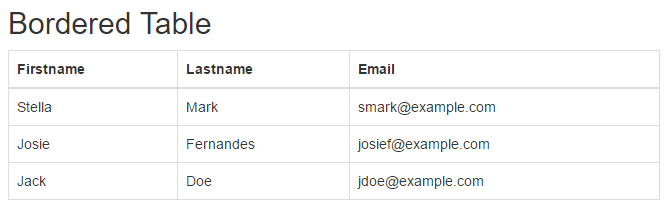 Bordered Table
Firstname Lastname Email
Stella Mark smark@example.com
Josie Fernandes josief@example.com
Jack Doe jdoe@example.com